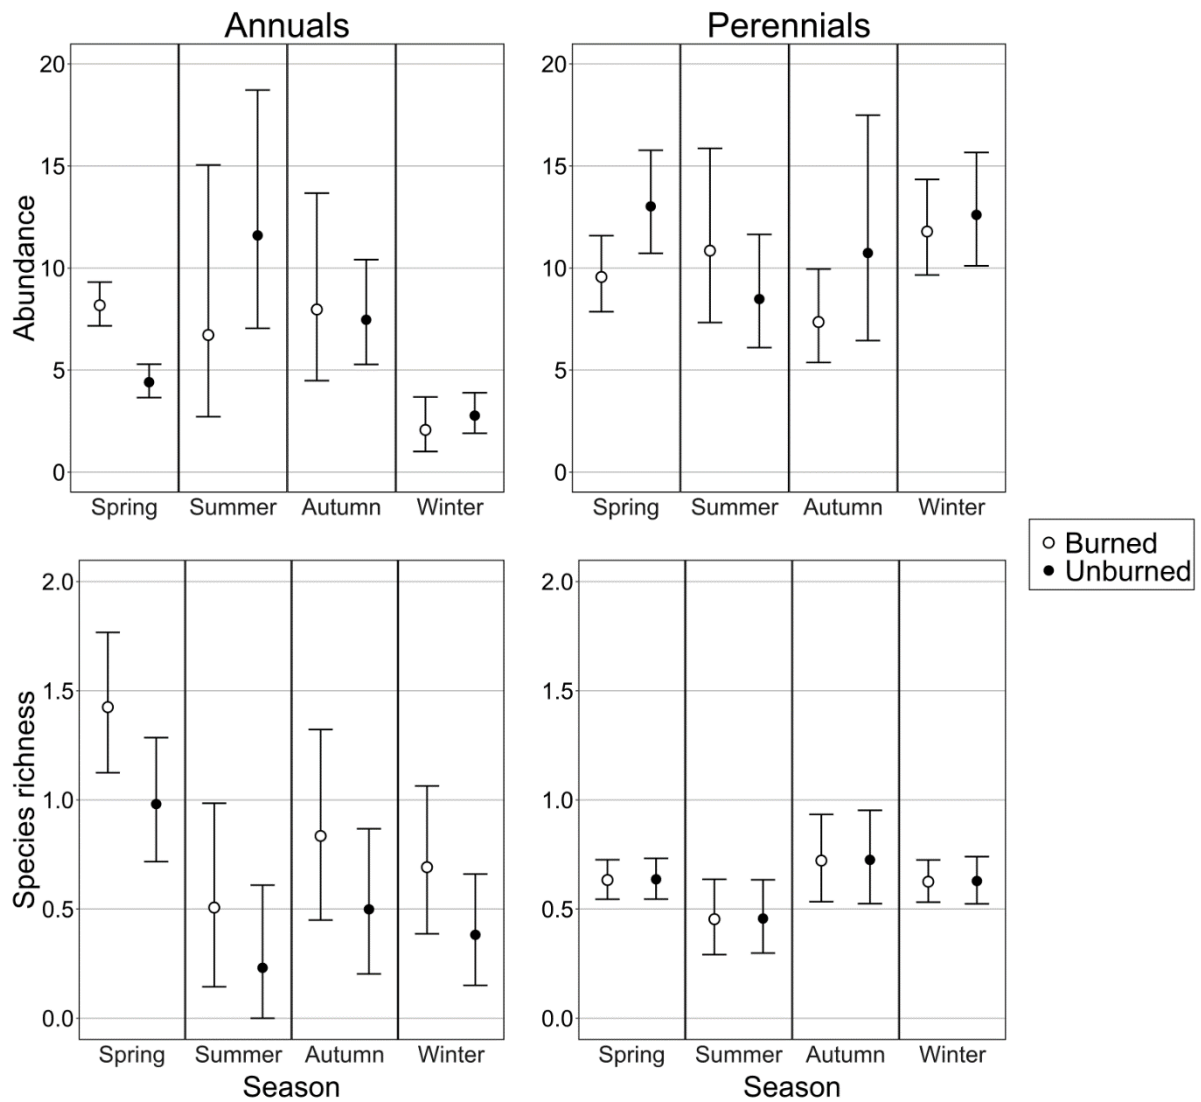 Annuals
Perennials
Abundance
20
15
10
5
0
Spring Summer Autumn Winter
20
15
10
5
0
Spring Summer Autumn Winter
Burned
Unburned
Species richness
2.0
1.5
1.0
0.5
0.0
Spring Summer Autumn Winter
Season
2.0
1.5
1.0
0.5
0.0
Spring Summer Autumn Winter
Season